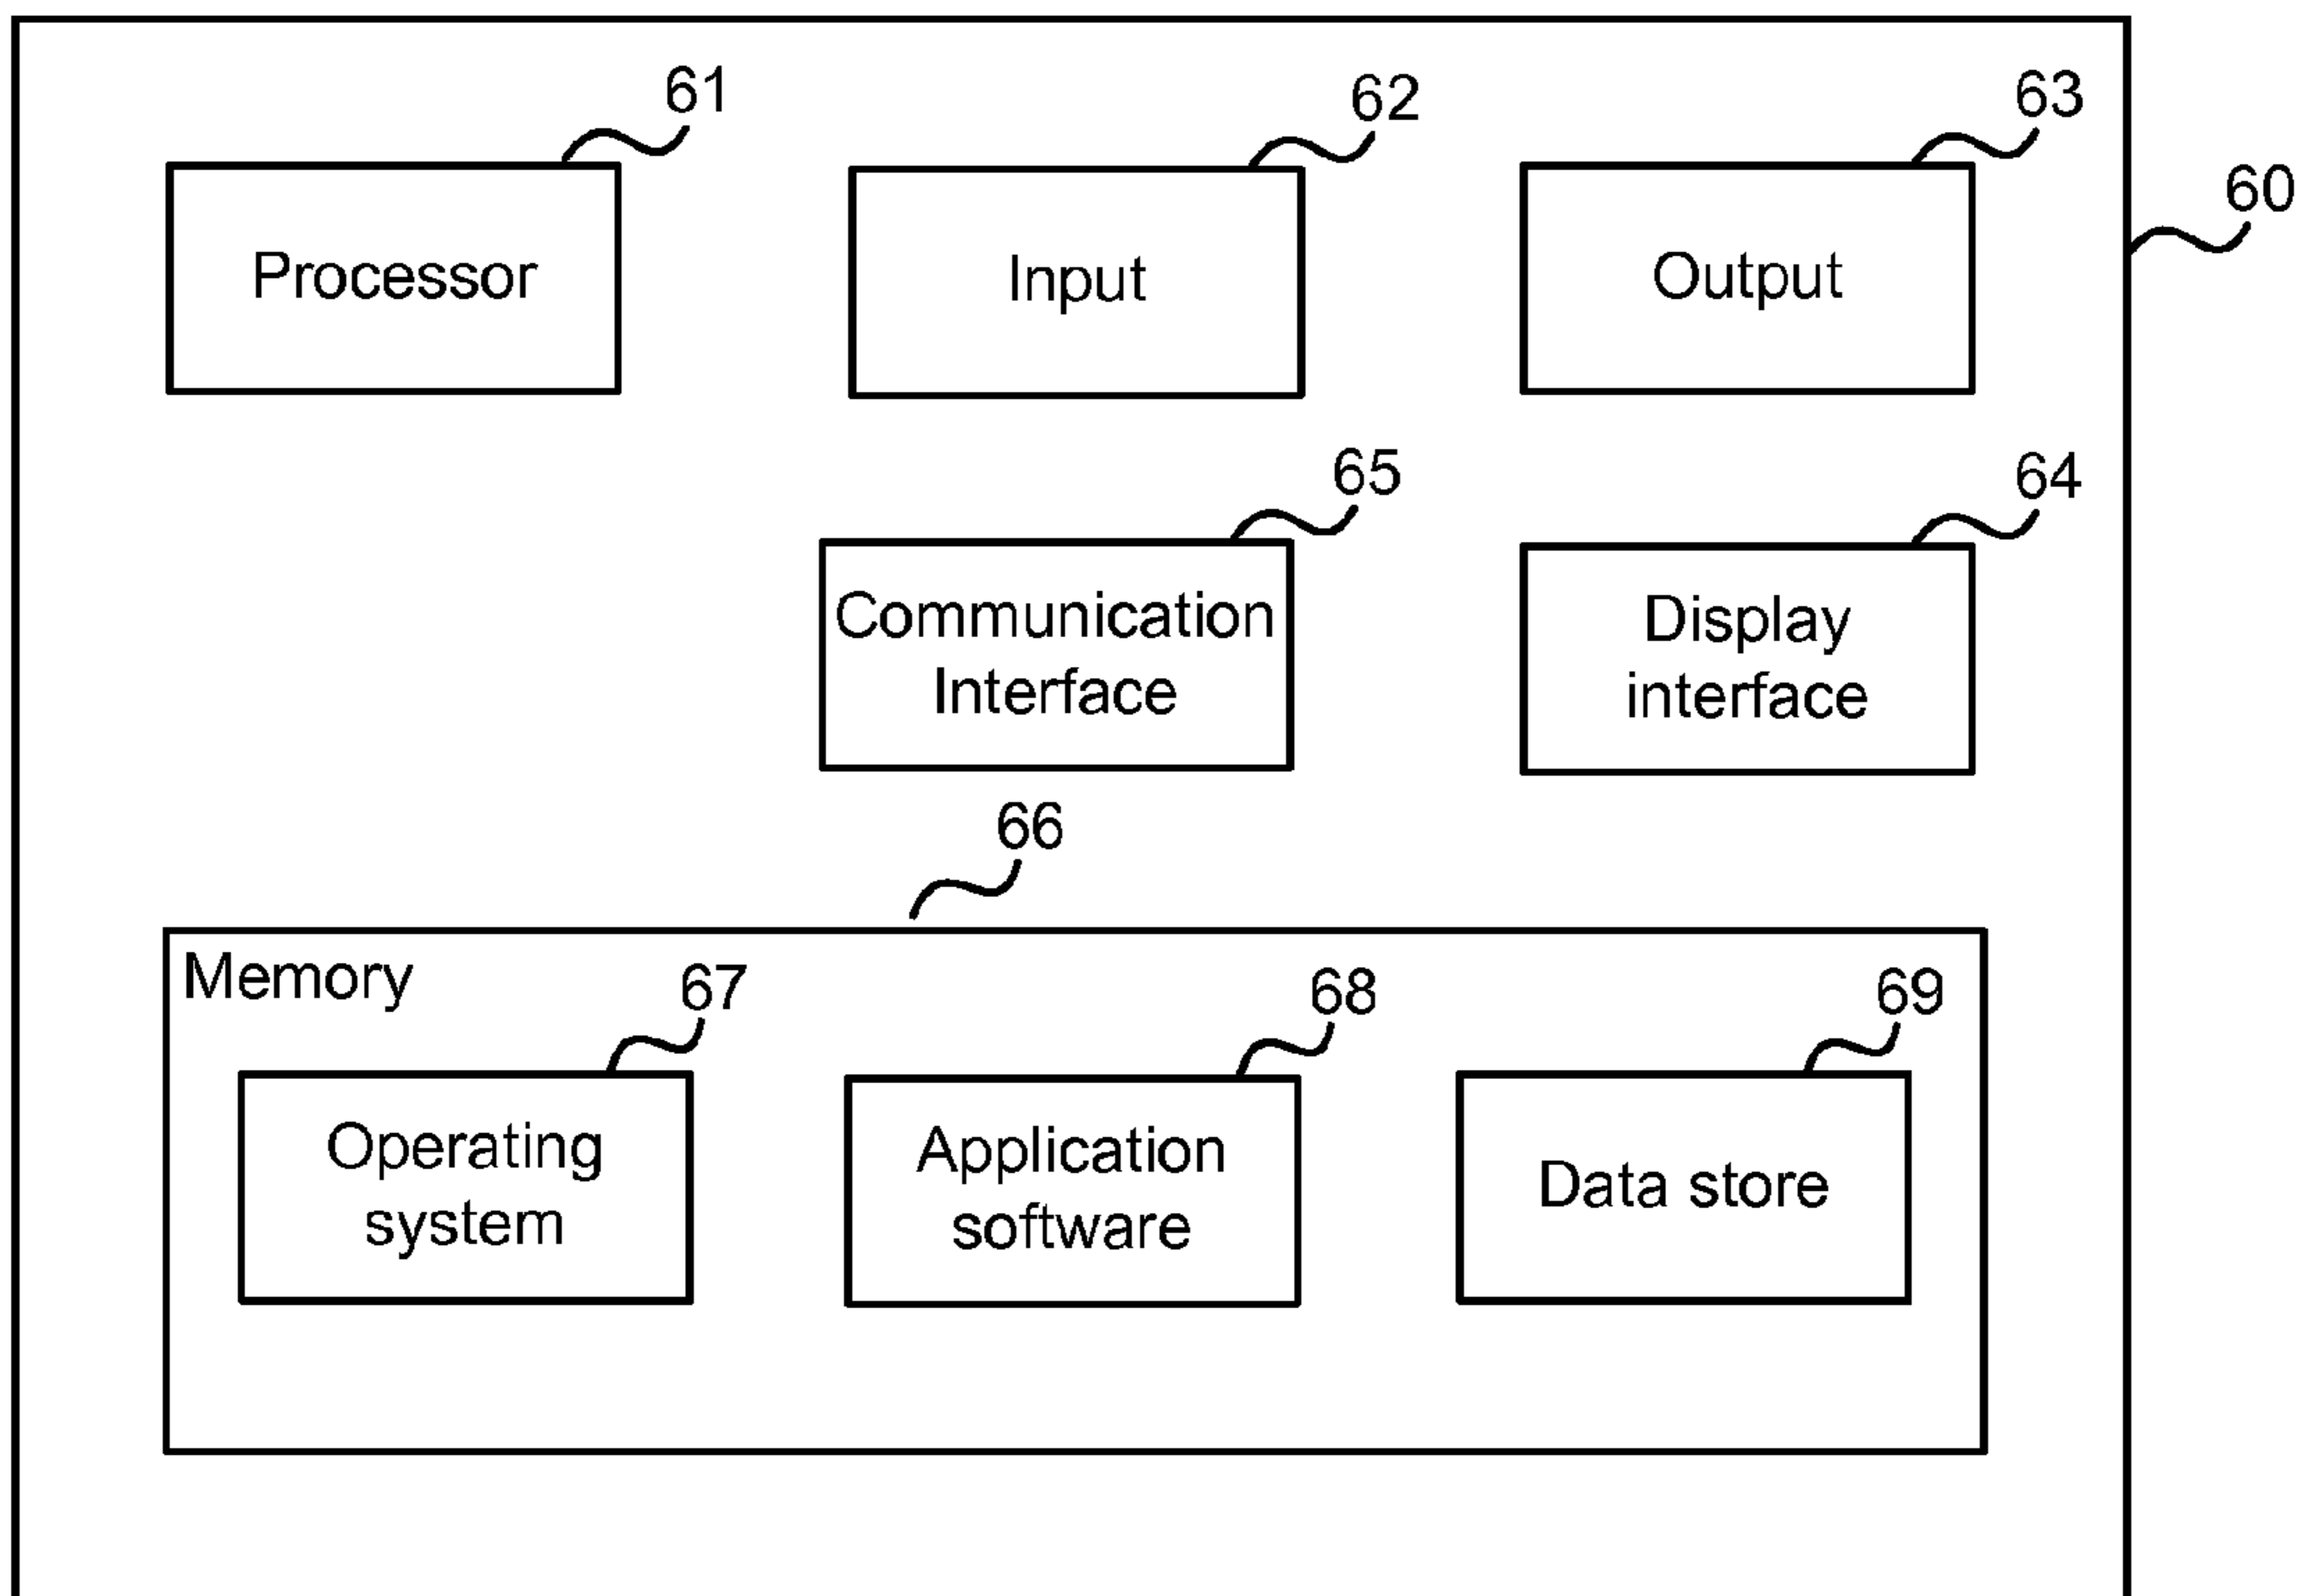 61
62
63
60
Processor
Input
Output
65
64
Communication
Interface
Display
interface
66
Memory
67
68
69
Operating
system
Application
software
Data store